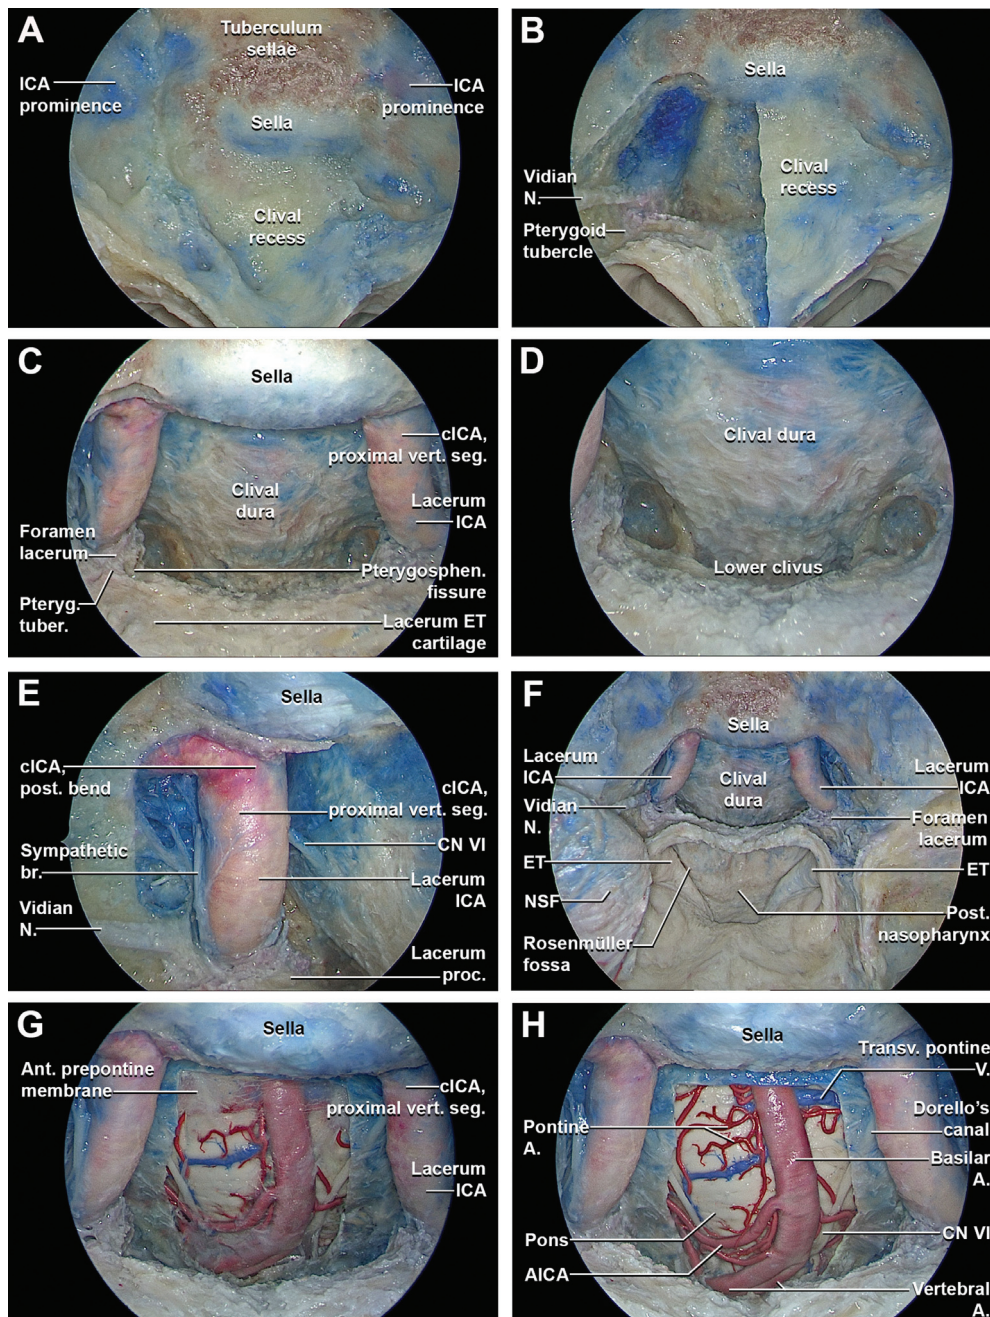 A
Tuberculum
sellae
ICA
prominence
ICA
prominence
Sella
Clival
recess
B
Sella
Clival
recess
Vidian
N.
Pterygoid
tubercle
C
Sella
cICA,
proximal vert. seg.
Clival
dura
Lacerum
ICA
Foramen
lacerum
Pterygosphen.
fissure
Pteryg.
tuber.
Lacerum ET
cartilage
D
Clival dura
Lower clivus
E
Sella
cICA,
post. bend
cICA,
proximal vert. seg.
CN VI
Sympathetic
br.
Lacerum
ICA
Vidian
N.
Lacerum
proc.
F
Sella
Lacerum
ICA
Clival
dura
Lacerum
ICA
Vidian
N.
Foramen
lacerum
ET
ET
NSF
Post.
nasopharynx
Rosenmüller
fossa
G
Sella
Ant. prepontine
membrane
cICA,
proximal vert. seg.
Lacerum
ICA
H
Sella
Transv. pontine
V.
Dorello's
canal
Pontine
A.
Basilar
A.
Pons
CN VI
AICA
Vertebral
A.